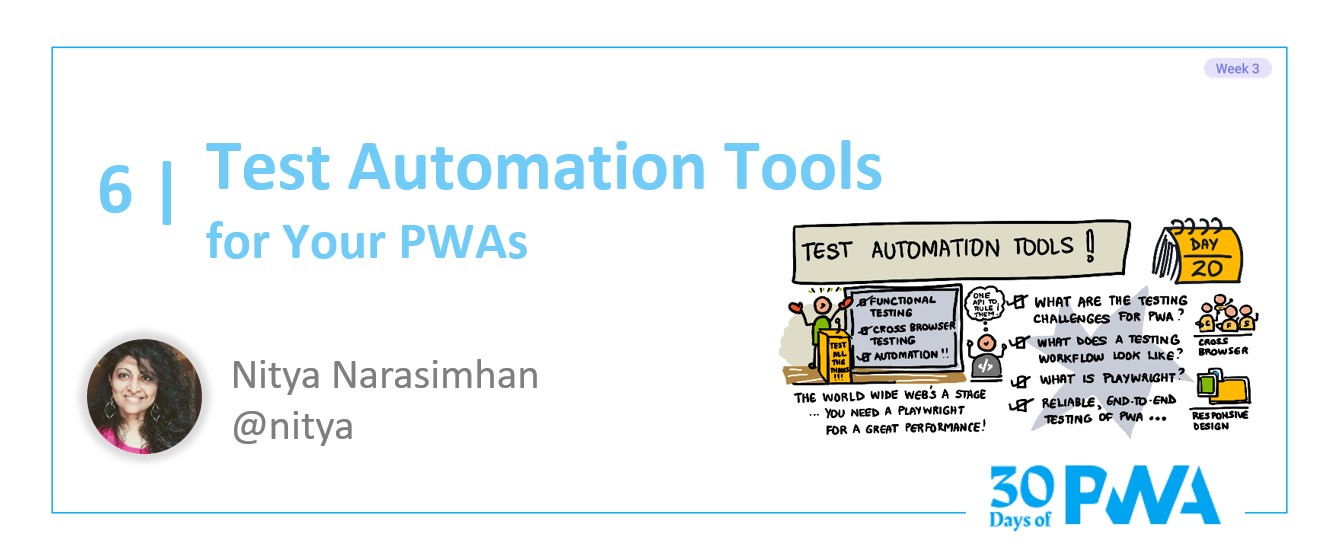 Week 3
6 |
Test Automation Tools
for Your PWAs
Nitya Narasimhan
@nitya
TEST AUTOMATION TOOLS!
DAY
20
FUNCTIONAL
TESTING
CROSS BROWSER
TESTING
AUTOMATION!!
TEST
ALL
THE
THINGS
!!!
ONE
API TO
RULE
THEM!
</>
THE WORLD WIDE WEB'S A STAGE
... YOU NEED A PLAYWRIGHT
FOR A GREAT PERFORMANCE!
WHAT ARE THE TESTING
CHALLENGES FOR PWA?
WHAT DOES A TESTING
WORKFLOW LOOK LIKE?
WHAT IS PLAYWRIGHT?
RELIABLE, END-TO-END
TESTING OF PWA ...
C E F S
CROSS
BROWSER
RESPONSIVE
DESIGN
30
Days of
PWA